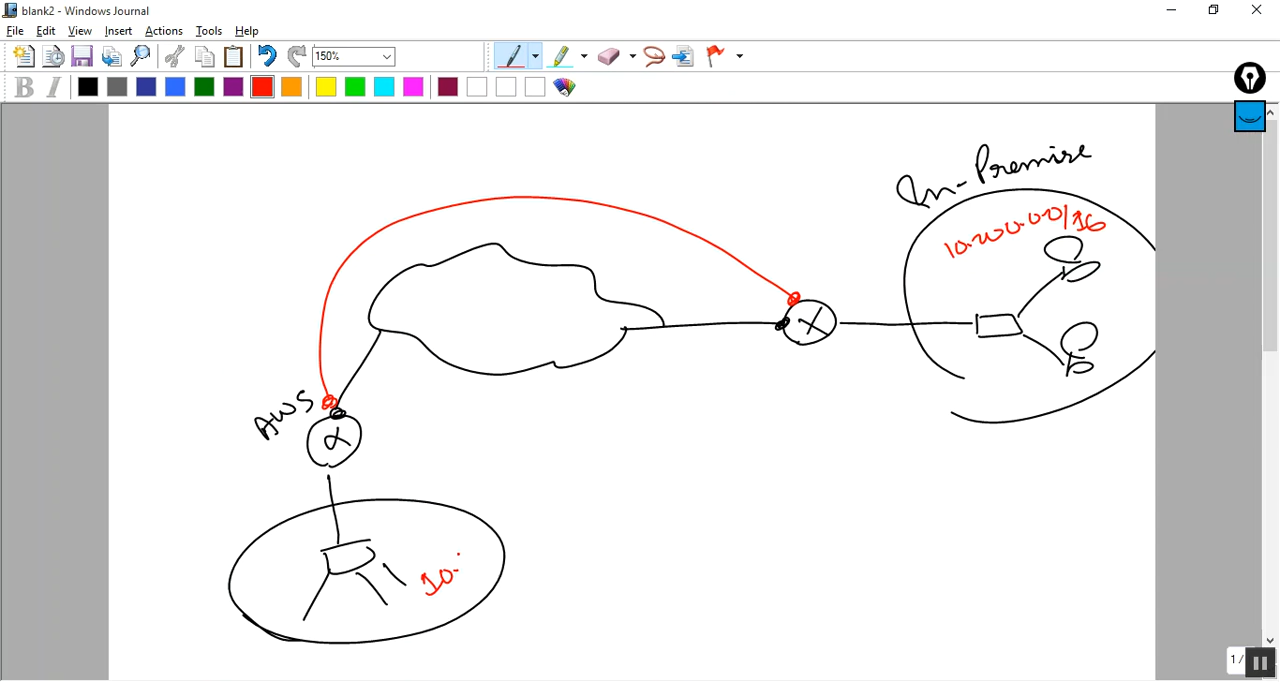 blank2 - Windows Journal
File Edit View Insert Actions Tools Help
150%
B I
On-Premise
10.200.0.0/16
AWS
10.
1/